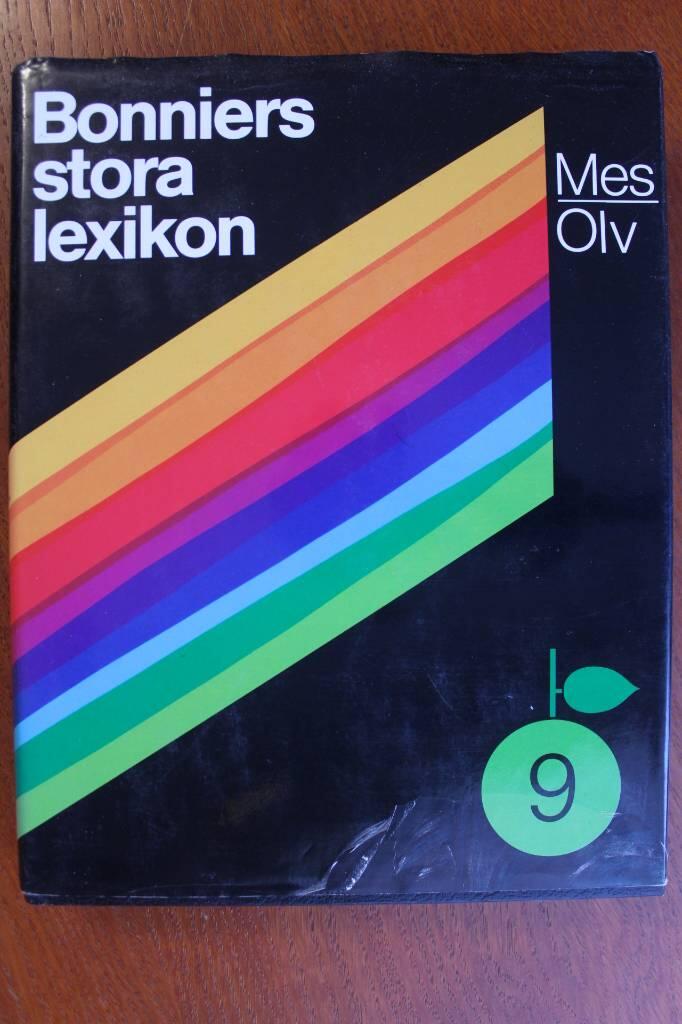 Bonniers
stora
lexikon
Mes
Olv
9